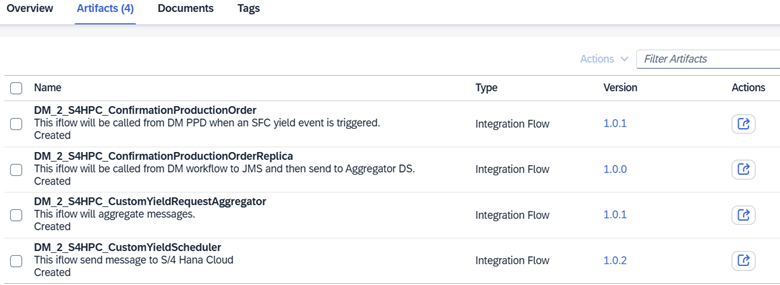 Overview Artifacts (4) Documents Tags
Actions Filter Artifacts
Name Type Version Actions
DM_2_S4HPC_ConfirmationProductionOrder
This iflow will be called from DM PPD when an SFC yield event is triggered. Integration Flow 1.0.1
Created
DM_2_S4HPC_ConfirmationProductionOrderReplica
This iflow will be called from DM workflow to JMS and then send to Aggregator DS. Integration Flow 1.0.0
Created
DM_2_S4HPC_CustomYieldRequestAggregator
This iflow will aggregate messages. Integration Flow 1.0.1
Created
DM_2_S4HPC_CustomYieldScheduler
This iflow send message to S/4 Hana Cloud Integration Flow 1.0.2
Created